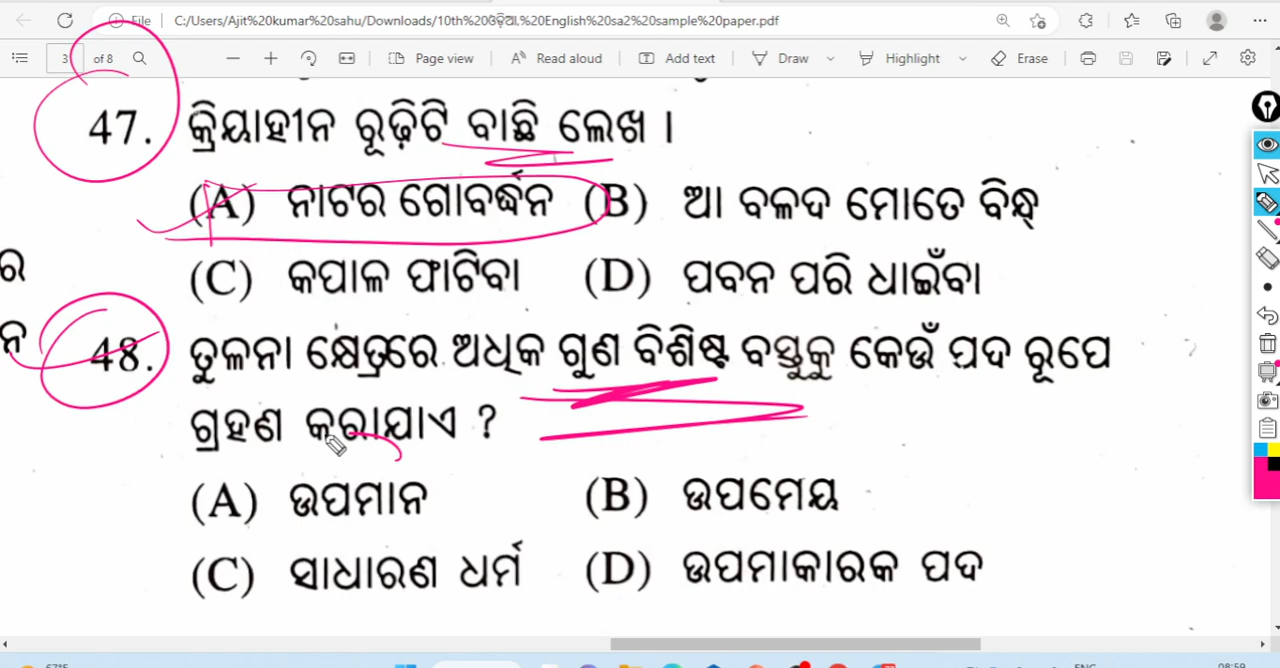 File C:/Users/Ajit%20kumar%20sahu/Downloads/10th%20ଓଡ଼ିଆ%20English%20sa2%20sample%20paper.pdf
3 of 8 Page view Read aloud Add text Draw Highlight Erase
47. କ୍ରିୟାହୀନ ରୂଢ଼ିଟି ବାଛି ଲେଖ ।
(A) ନାଟର ଗୋବର୍ଦ୍ଧନ (B) ଆ ବଳଦ ମୋତେ ବିନ୍ଧ୍
ର
(C) କପାଳ ଫାଟିବା (D) ପବନ ପରି ଧାଇଁବା
ନ
48. ତୁଳନା କ୍ଷେତ୍ରରେ ଅଧିକ ଗୁଣ ବିଶିଷ୍ଟ ବସ୍ତୁକୁ କେଉଁ ପଦ ରୂପେ
ଗ୍ରହଣ କରାଯାଏ ?
(A) ଉପମାନ (B) ଉପମେୟ
(C) ସାଧାରଣ ଧର୍ମ (D) ଉପମାକାରକ ପଦ
67°F ENG 08:59